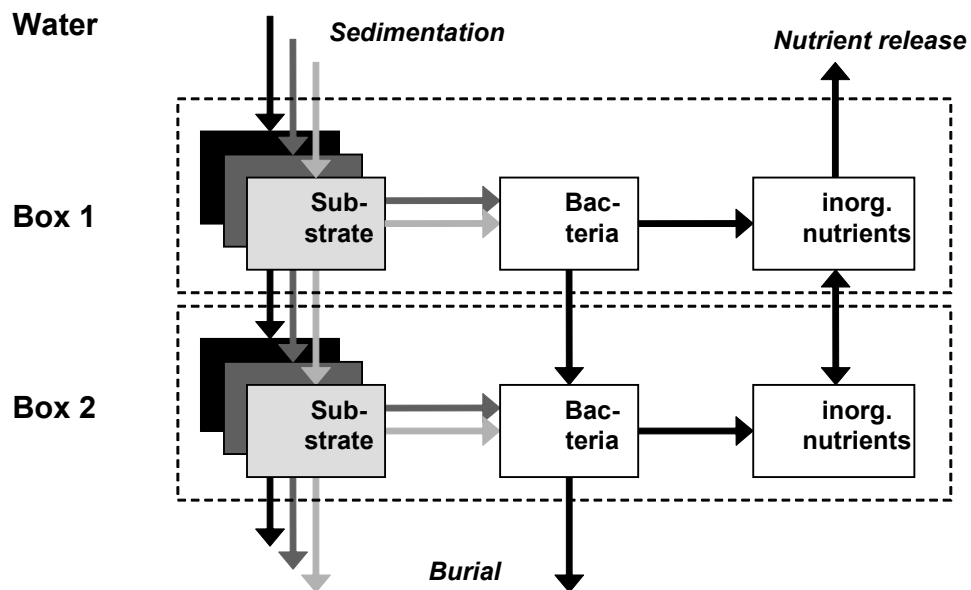 Water
Sedimentation
Nutrient release
Box 1
Sub-
strate
Bac-
teria
inorg.
nutrients
Box 2
Sub-
strate
Bac-
teria
inorg.
nutrients
Burial